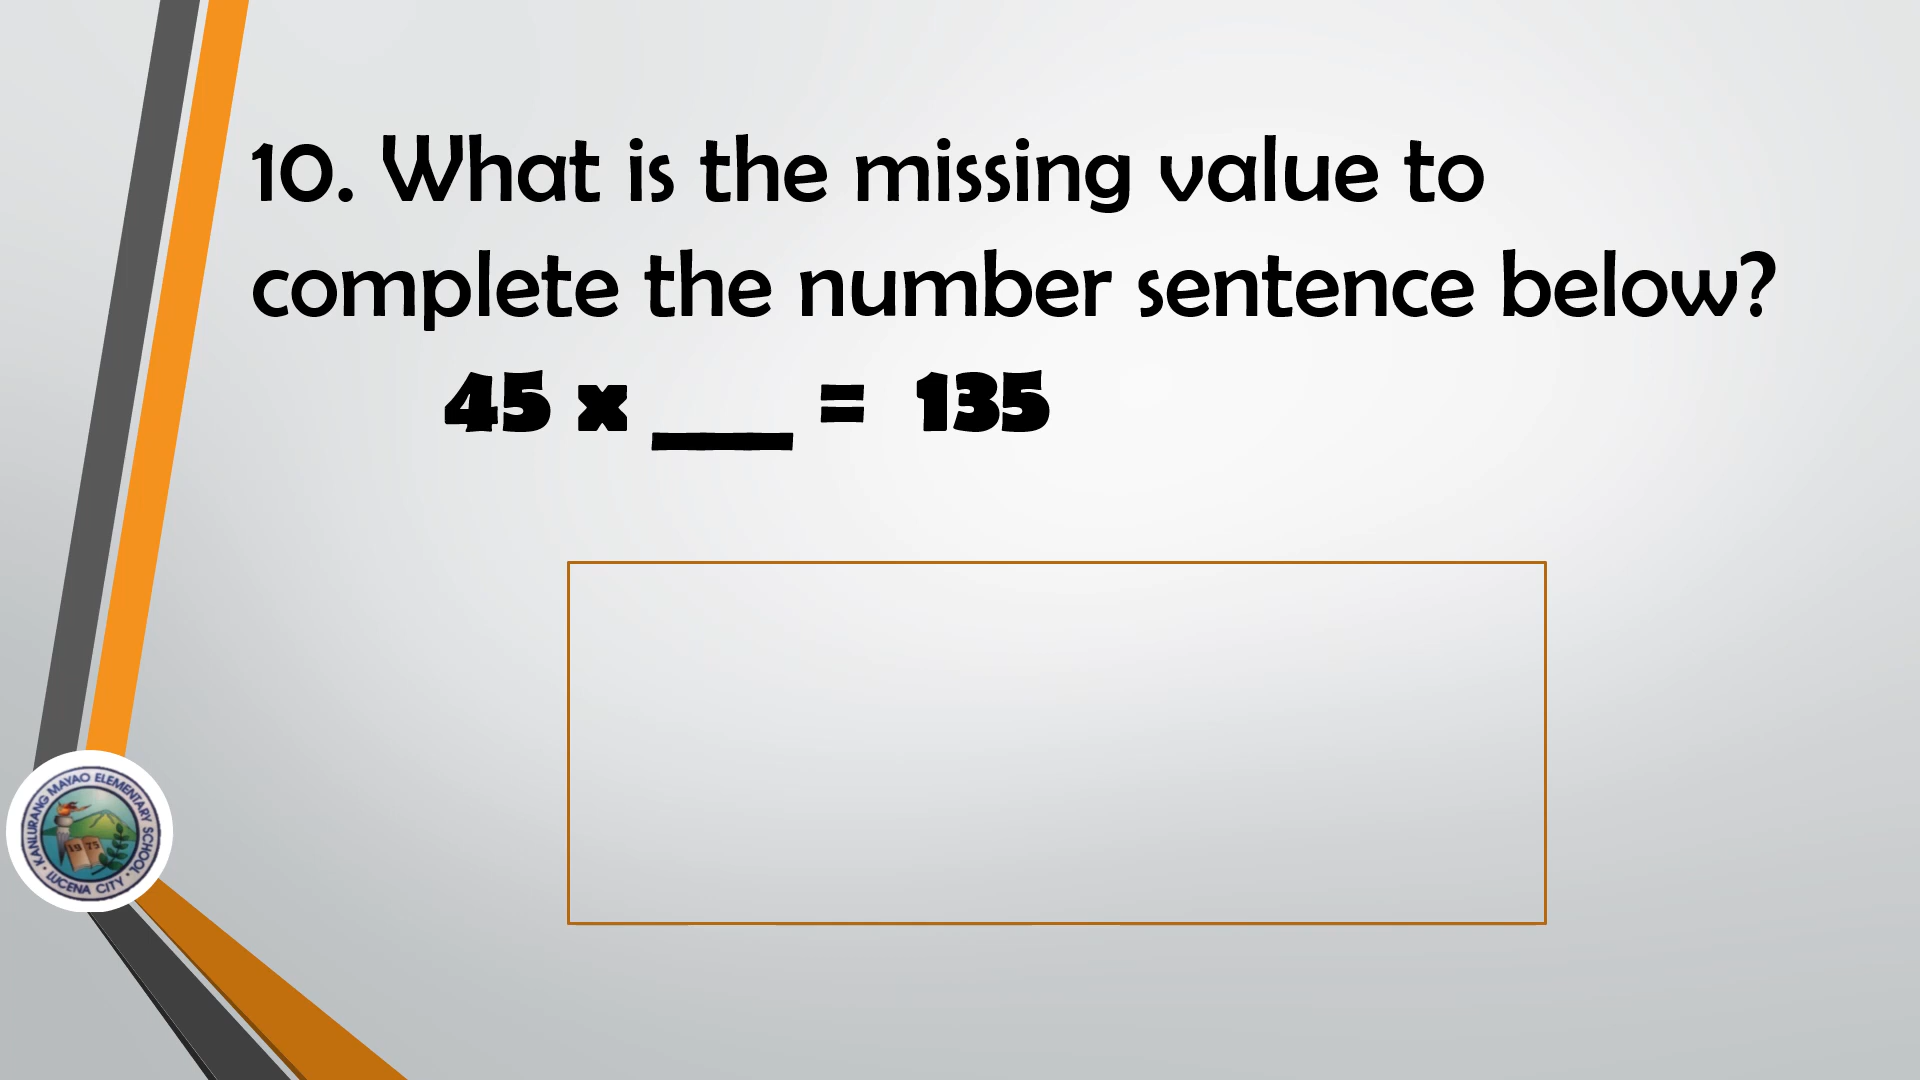 10. What is the missing value to
complete the number sentence below?
45 x ___ = 135
KANLURANG MAYAO ELEMENTARY SCHOOL
• LUCENA CITY •
1975